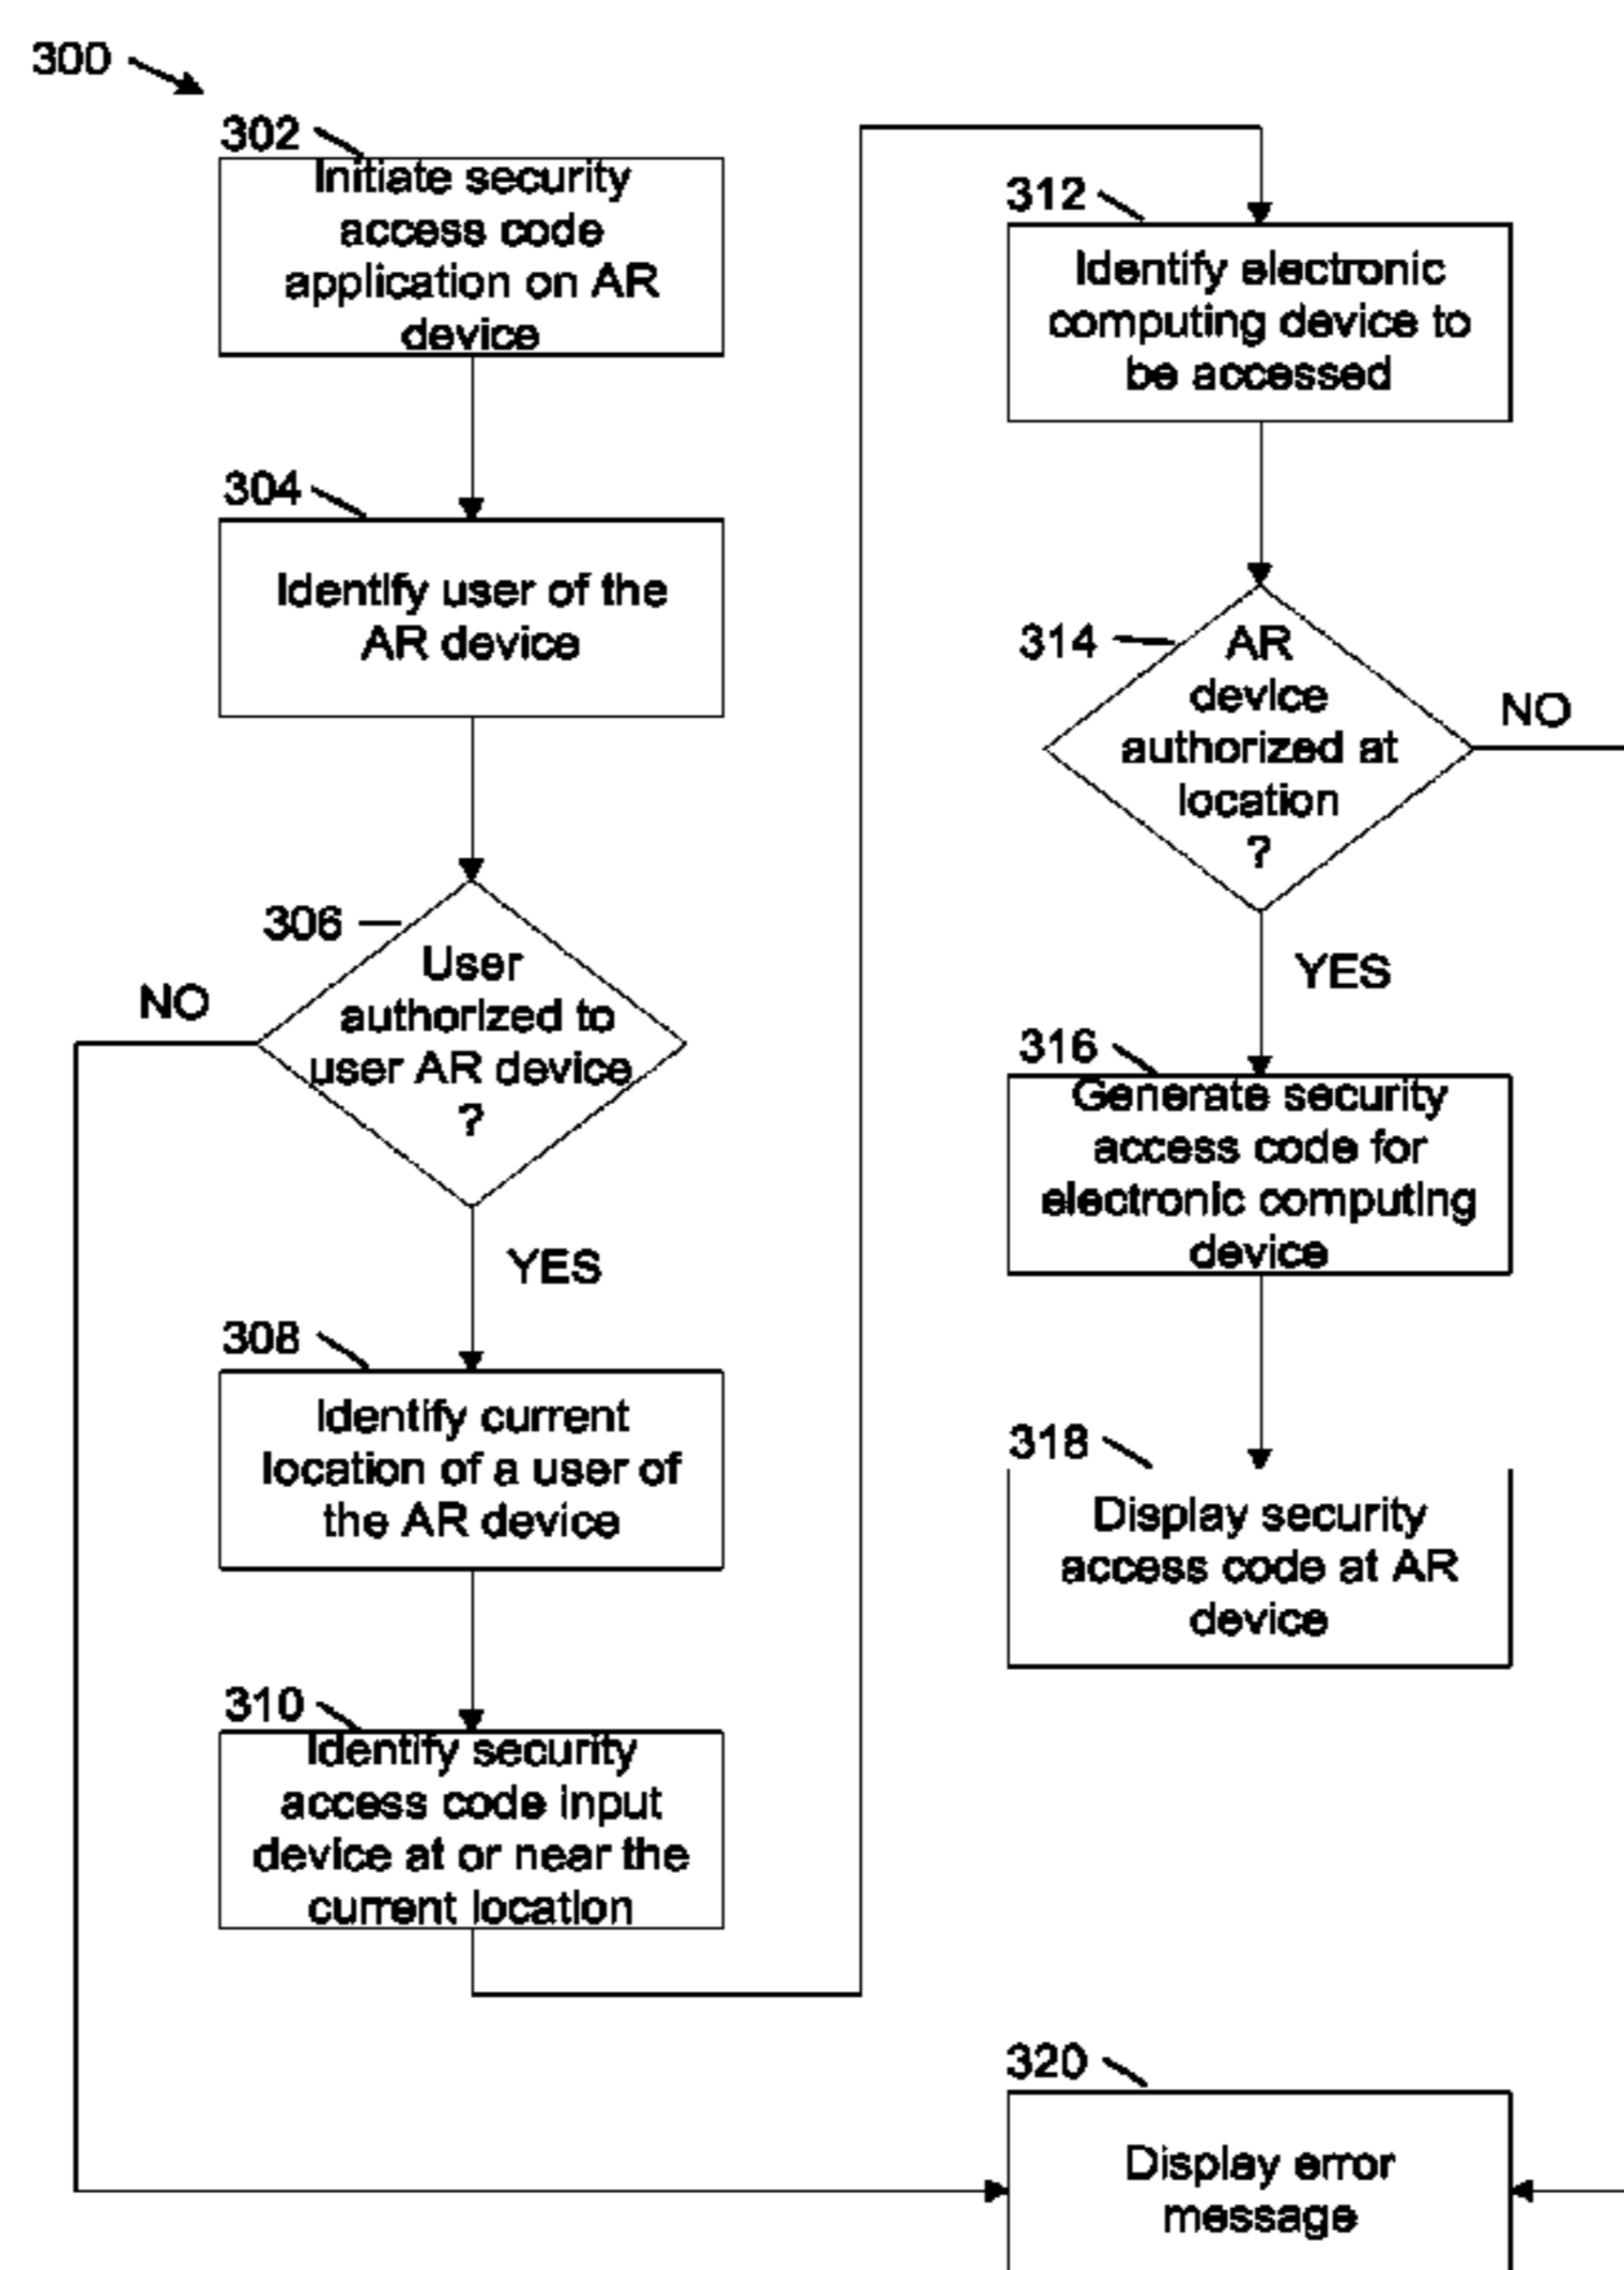 300
302
Initiate security
access code
application on AR
device
304
Identify user of the
AR device
306
User
authorized to
user AR device
?
NO
YES
308
Identify current
location of a user of
the AR device
310
Identify security
access code input
device at or near the
current location
312
Identify electronic
computing device to
be accessed
314
AR
device
authorized at
location
?
NO
YES
316
Generate security
access code for
electronic computing
device
318
Display security
access code at AR
device
320
Display error
message